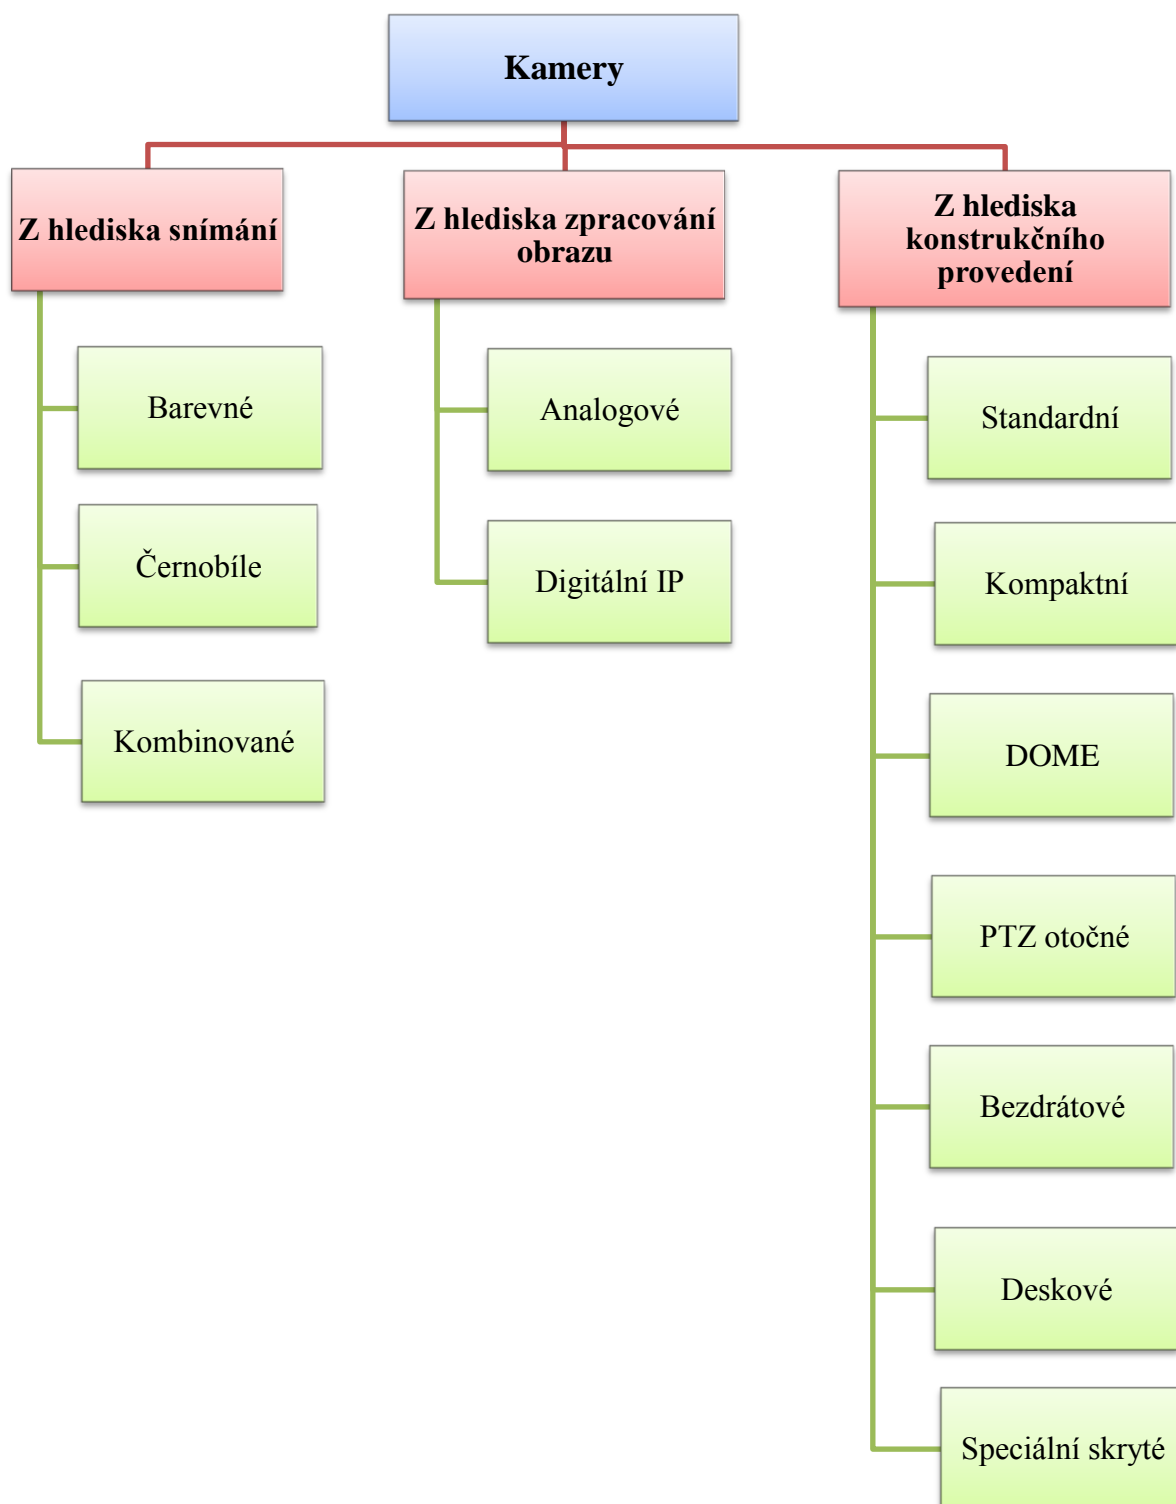 Kamery
Z hlediska snímání
Barevné
Černobíle
Kombinované
Z hlediska zpracování
obrazu
Analogové
Digitální IP
Z hlediska
konstrukčního
provedení
Standardní
Kompaktní
DOME
PTZ otočné
Bezdrátové
Deskové
Speciální skryté